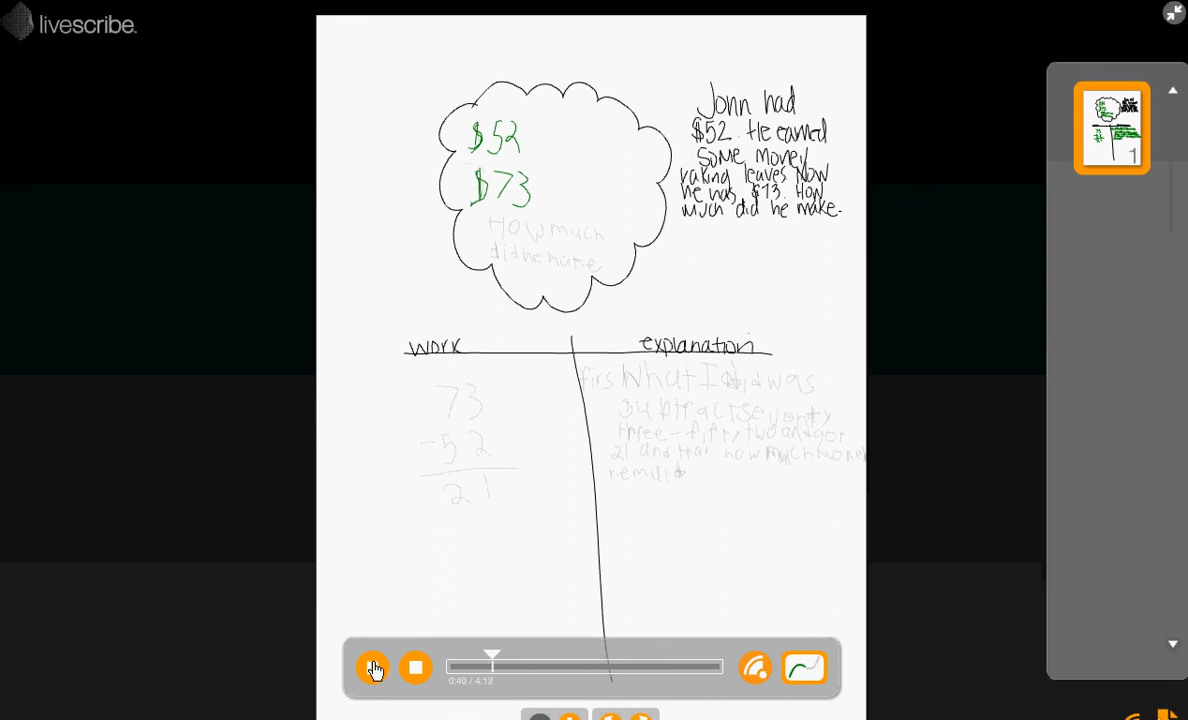 livescribe.
$52
$73
How much
did he make
John had
$52. He earned
some money
raking leaves Now
he has $73. How
much did he make.
work
explanation
73
-52
21
firs What I did was
subtract seventy
three - fifty two and got
21 and that how much money
1
0:40 / 4:12